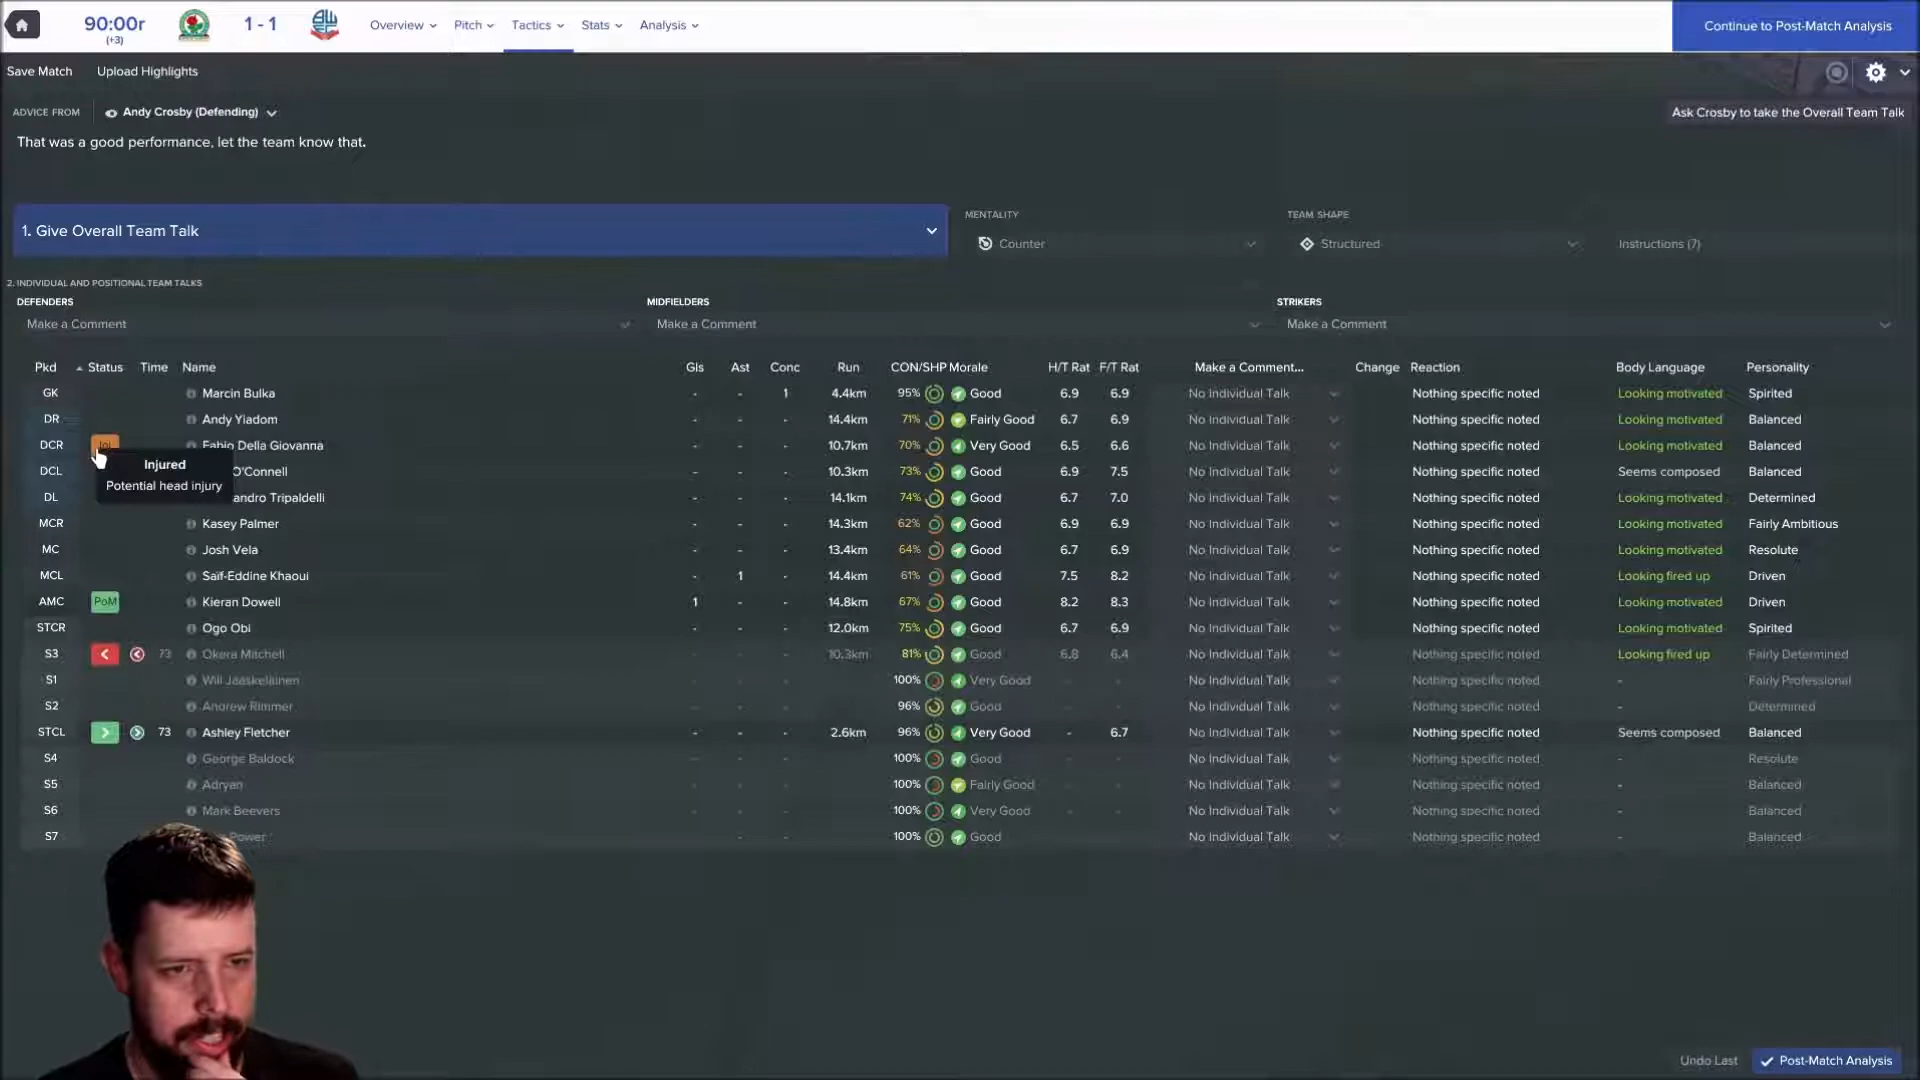 90:00r
(+3)
1 - 1
Overview
Pitch
Tactics
Stats
Analysis
Continue to Post-Match Analysis
Save Match
Upload Highlights
ADVICE FROM
Andy Crosby (Defending)
Ask Crosby to take the Overall Team Talk
That was a good performance, let the team know that.
1. Give Overall Team Talk
MENTALITY
Counter
TEAM SHAPE
Structured
Instructions (7)
2. INDIVIDUAL AND POSITIONAL TEAM TALKS
DEFENDERS
MIDFIELDERS
STRIKERS
Make a Comment
Make a Comment
Make a Comment
Pkd Status Time Name Gls Ast Conc Run CON/SHP Morale H/T Rat F/T Rat Make a Comment... Change Reaction Body Language Personality
GK Marcin Bulka - - 1 4.4km 95% Good 6.9 6.9 No Individual Talk Nothing specific noted Looking motivated Spirited
DR Andy Yiadom - - - 14.4km 71% Fairly Good 6.7 6.9 No Individual Talk Nothing specific noted Looking motivated Balanced
DCR Inj Fabio Della Giovanna - - - 10.7km 70% Very Good 6.5 6.6 No Individual Talk Nothing specific noted Looking motivated Balanced
Injured
Potential head injury
DCL O'Connell - - - 10.3km 73% Good 6.9 7.5 No Individual Talk Nothing specific noted Seems composed Balanced
DL andro Tripaldelli - - - 14.1km 74% Good 6.7 7.0 No Individual Talk Nothing specific noted Looking motivated Determined
MCR Kasey Palmer - - - 14.3km 62% Good 6.9 6.9 No Individual Talk Nothing specific noted Looking motivated Fairly Ambitious
MC Josh Vela - - - 13.4km 64% Good 6.7 6.9 No Individual Talk Nothing specific noted Looking motivated Resolute
MCL Saïf-Eddine Khaoui - 1 - 14.4km 61% Good 7.5 8.2 No Individual Talk Nothing specific noted Looking fired up Driven
AMC PoM Kieran Dowell 1 - - 14.8km 67% Good 8.2 8.3 No Individual Talk Nothing specific noted Looking motivated Driven
STCR Ogo Obi - - - 12.0km 75% Good 6.7 6.9 No Individual Talk Nothing specific noted Looking motivated Spirited
S3 73 Okera Mitchell - - - 10.3km 81% Good 6.8 6.4 No Individual Talk Nothing specific noted Looking fired up Fairly Determined
S1 Will Jaaskelainen - - - 100% Very Good - - No Individual Talk Nothing specific noted - Fairly Professional
S2 Andrew Rimmer - - - 96% Good - - No Individual Talk Nothing specific noted - Determined
STCL 73 Ashley Fletcher - - - 2.6km 96% Very Good - 6.7 No Individual Talk Nothing specific noted Seems composed Balanced
S4 George Baldock - - - 100% Good - - No Individual Talk Nothing specific noted - Resolute
S5 Adryan - - - 100% Fairly Good - - No Individual Talk Nothing specific noted - Balanced
S6 Mark Beevers - - - 100% Very Good - - No Individual Talk Nothing specific noted - Balanced
S7 Power - - - 100% Good - - No Individual Talk Nothing specific noted - Balanced
Undo Last
Post-Match Analysis